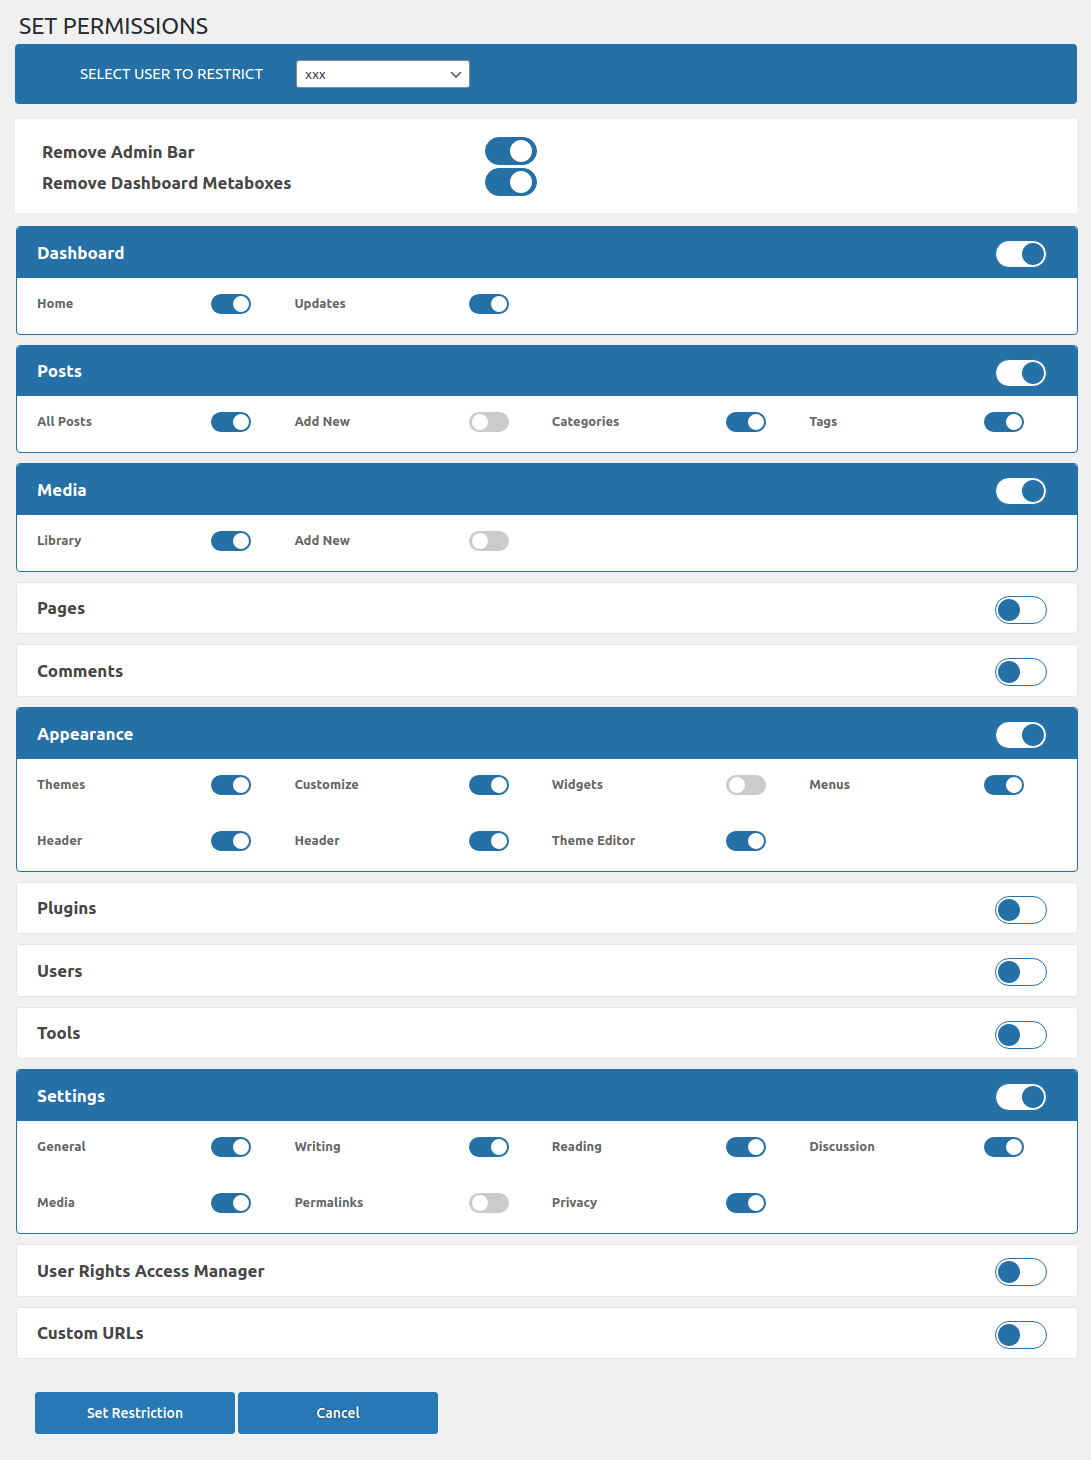 SET PERMISSIONS
SELECT USER TO RESTRICT xxx
Remove Admin Bar
Remove Dashboard Metaboxes
Dashboard
Home Updates
Posts
All Posts Add New Categories Tags
Media
Library Add New
Pages
Comments
Appearance
Themes Customize Widgets Menus
Header Header Theme Editor
Plugins
Users
Tools
Settings
General Writing Reading Discussion
Media Permalinks Privacy
User Rights Access Manager
Custom URLs
Set Restriction Cancel